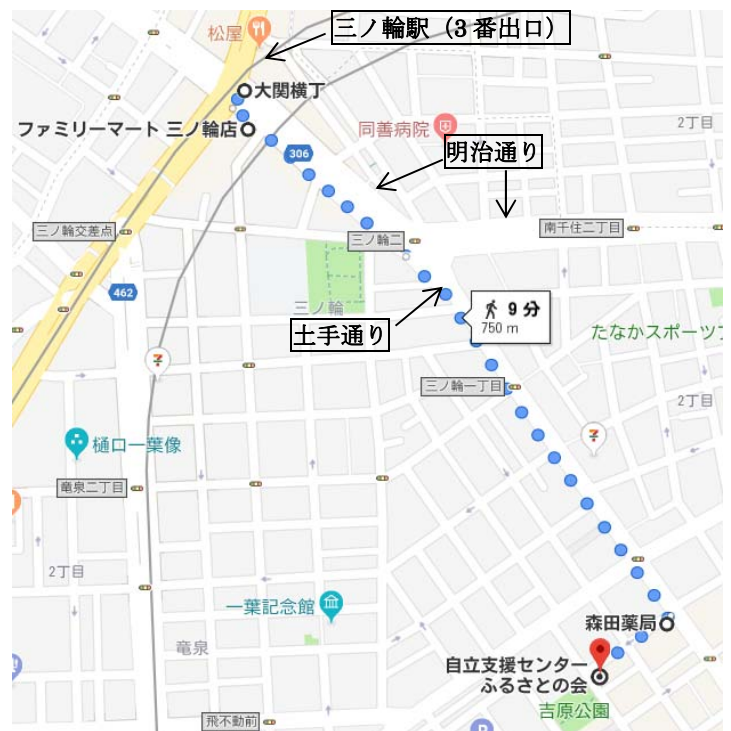 三ノ輪駅（3番出口）
松屋
大関横丁
ファミリーマート 三ノ輪店
同善病院
2丁目
306
明治通り
三ノ輪交差点
三ノ輪二
南千住二丁目
462
三ノ輪
9 分
750 m
土手通り
たなかスポーツプ
三ノ輪一丁目
2丁目
樋口一葉像
竜泉二丁目
2丁目
一葉記念館
森田薬局
竜泉
自立支援センター
ふるさとの会
吉原公園
飛不動前
P